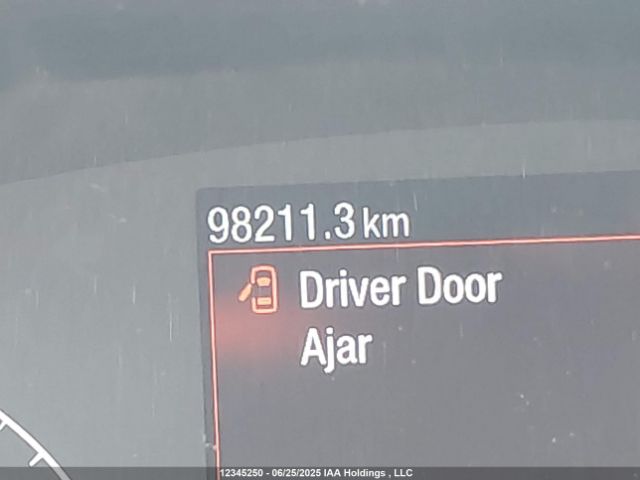 98211.3 km
Driver Door
Ajar
12345250 - 06/25/2025 IAA Holdings , LLC